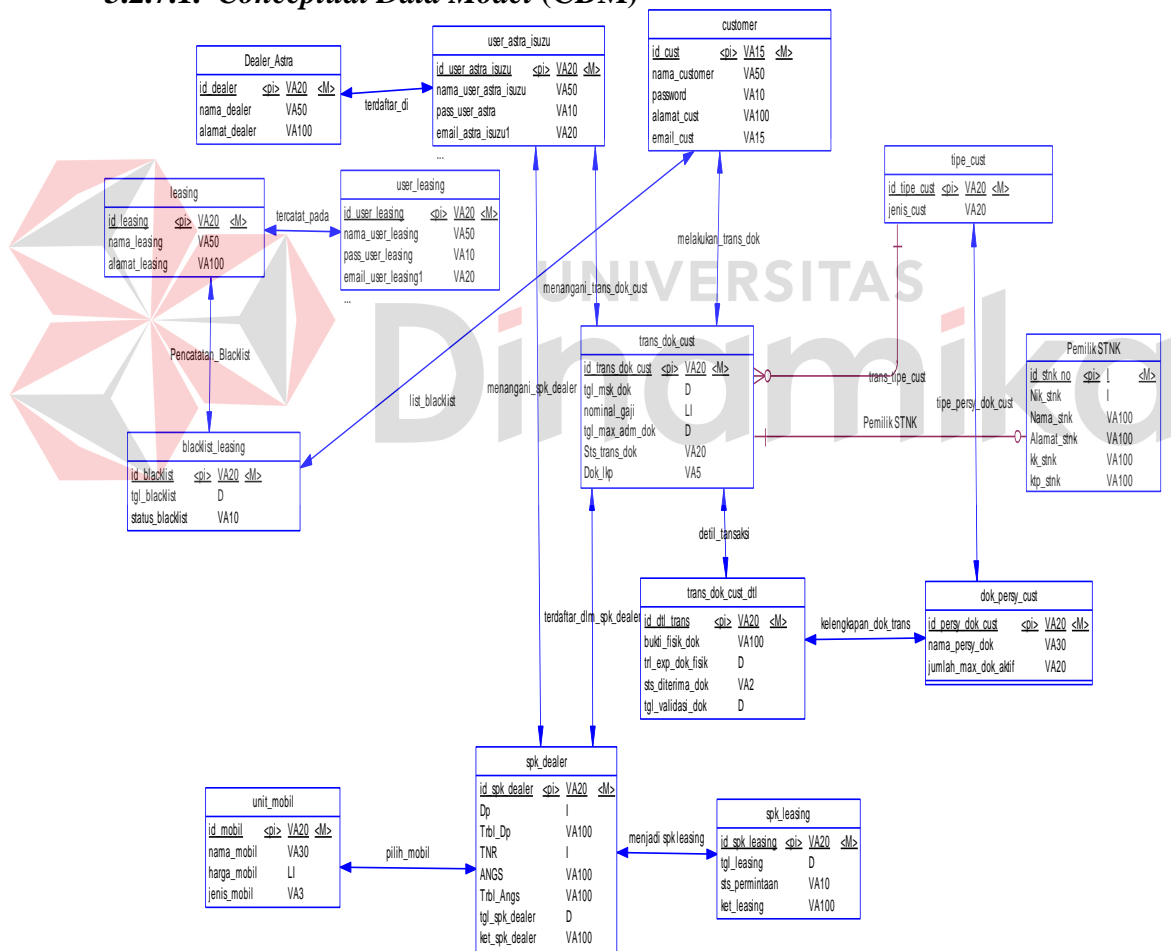 3.2.7.1. Conceptual Data Model (CDM)
Dealer_Astra
id_dealer <pi> VA20 <M>
nama_dealer VA50
alamat_dealer VA100
terdaftar_di
user_astra_isuzu
id_user_astra_isuzu <pi> VA20 <M>
nama_user_astra_isuzu VA50
pass_user_astra VA10
email_astra_isuzu1 VA20
...
customer
id_cust <pi> VA15 <M>
nama_customer VA50
password VA10
alamat_cust VA100
email_cust VA15
tipe_cust
id_tipe_cust <pi> VA20 <M>
jenis_cust VA20
leasing
id_leasing <pi> VA20 <M>
nama_leasing VA50
alamat_leasing VA100
tercatat_pada
user_leasing
id_user_leasing <pi> VA20 <M>
nama_user_leasing VA50
pass_user_leasing VA10
email_user_leasing1 VA20
...
melakukan_trans_dok
UNIVERSITAS
Dinamika
menangani_trans_dok_cust
trans_dok_cust
id_trans_dok_cust <pi> VA20 <M>
tgl_msk_dok D
nominal_gaji LI
tgl_max_adm_dok D
Sts_trans_dok VA20
Dok_lkp VA5
trans_tipe_cust
Pemilik STNK
Pemilik STNK
id_stnk_no <pi> I <M>
Nik_stnk I
Nama_stnk VA100
Alamat_stnk VA100
kk_stnk VA100
ktp_stnk VA100
Pencatatan_Blacklist
menangani_spk_dealer
list_blacklist
tipe_persy_dok_cust
blacklist_leasing
id_blacklist <pi> VA20 <M>
tgl_blacklist D
status_blacklist VA10
detil_tansaksi
terdaftar_dlm_spk_dealer
trans_dok_cust_dtl
id_dtl_trans <pi> VA20 <M>
bukti_fisik_dok VA100
trl_exp_dok_fisik D
sts_diterima_dok VA2
tgl_validasi_dok D
kelengkapan_dok_trans
dok_persy_cust
id_persy_dok_cust <pi> VA20 <M>
nama_persy_dok VA30
jumlah_max_dok_aktif VA20
spk_dealer
id_spk_dealer <pi> VA20 <M>
Dp I
Trbl_Dp VA100
TNR I
ANGS VA100
Trbl_Angs VA100
tgl_spk_dealer D
ket_spk_dealer VA100
unit_mobil
id_mobil <pi> VA20 <M>
nama_mobil VA30
harga_mobil LI
jenis_mobil VA3
pilih_mobil
menjadi spk leasing
spk_leasing
id_spk_leasing <pi> VA20 <M>
tgl_leasing D
sts_permintaan VA10
ket_leasing VA100